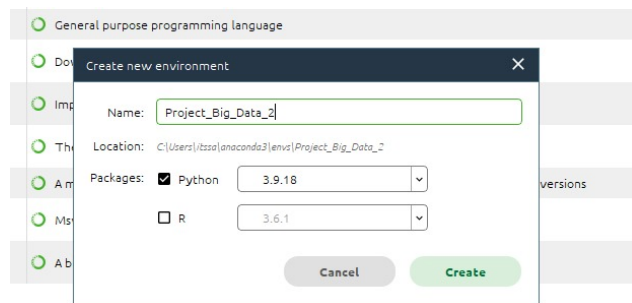 General purpose programming language
Create new environment
Name: Project_Big_Data_2
Location: C:\Users\itssa\anaconda3\envs\Project_Big_Data_2
Packages: Python 3.9.18
versions
R 3.6.1
Cancel Create